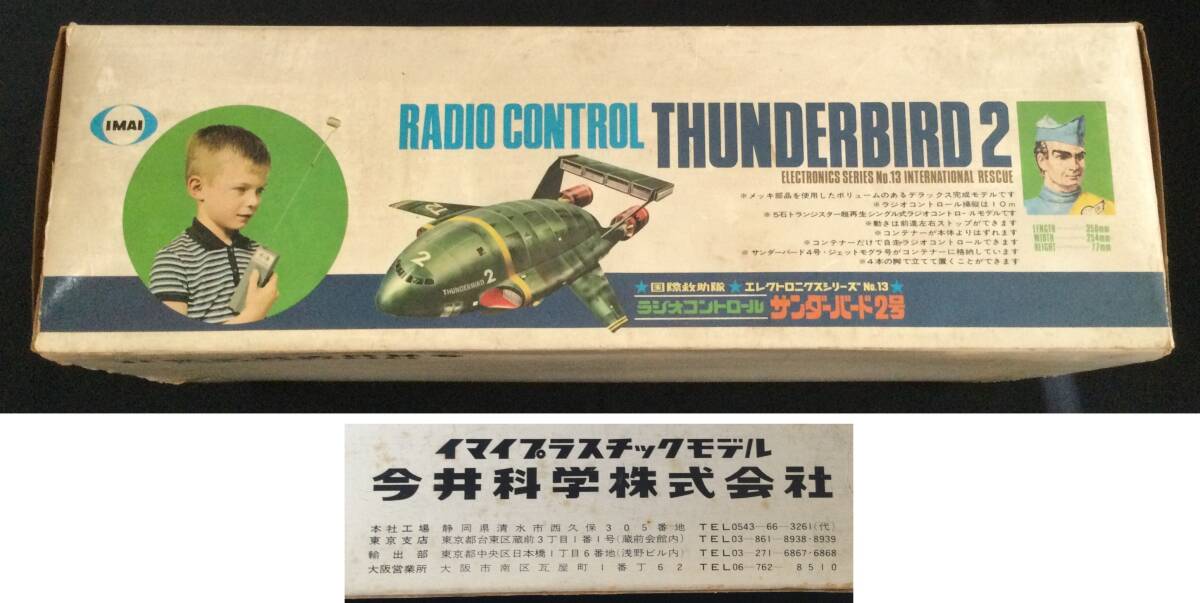 IMAI
RADIO CONTROL THUNDERBIRD 2
ELECTRONICS SERIES No.13 INTERNATIONAL RESCUE
※メッキ部品を使用したボリュームのあるデラックス完成モデルです
※ラジオコントロール操縦は10m
※5石トランジスター超再生シングル式ラジオコントロールモデルです
※動きは前進左右ストップができます
※コンテナーが本体よりはずれます
※コンテナーだけで自走ラジオコントロールできます
※サンダーバード4号・ジェットモグラ号がコンテナーに格納しています
※4本の脚で立てて置くことができます
LENGTH 350mm
WIDTH 254mm
HEIGHT 77mm
2
2
THUNDERBIRD 2
★国際救助隊 ★エレクトロニクスシリーズ No.13★
ラジオコントロール サンダーバード2号
イマイプラスチックモデル
今井科学株式会社
本社工場 静岡県清水市西久保305番地 TEL0543-66-3261(代)
東京支店 東京都台東区蔵前3丁目1番1号(蔵前会館内) TEL03-861-8938・8939
輸出部 東京都中央区日本橋1丁目6番地(浅野ビル内) TEL03-271-6867・6868
大阪営業所 大阪市南区瓦屋町1番丁62 TEL06-762-8510